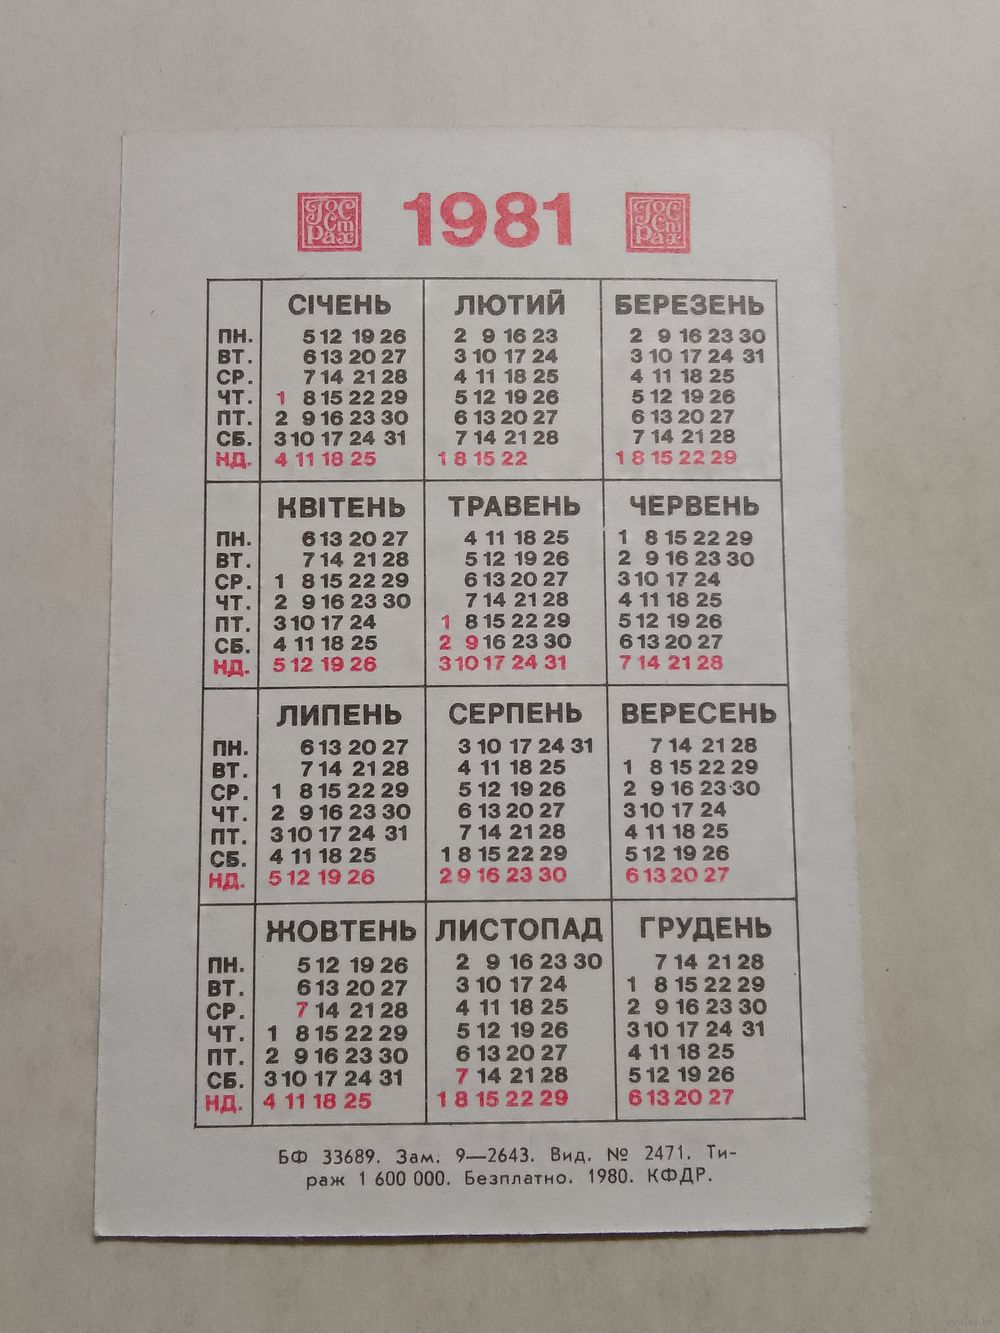 Гос Страх 1981 Гос Страх
СІЧЕНЬ ЛЮТИЙ БЕРЕЗЕНЬ
ПН. 5 12 19 26 2 9 16 23 2 9 16 23 30
ВТ. 6 13 20 27 3 10 17 24 3 10 17 24 31
СР. 7 14 21 28 4 11 18 25 4 11 18 25
ЧТ. 1 8 15 22 29 5 12 19 26 5 12 19 26
ПТ. 2 9 16 23 30 6 13 20 27 6 13 20 27
СБ. 3 10 17 24 31 7 14 21 28 7 14 21 28
НД. 4 11 18 25 1 8 15 22 1 8 15 22 29
КВІТЕНЬ ТРАВЕНЬ ЧЕРВЕНЬ
ПН. 6 13 20 27 4 11 18 25 1 8 15 22 29
ВТ. 7 14 21 28 5 12 19 26 2 9 16 23 30
СР. 1 8 15 22 29 6 13 20 27 3 10 17 24
ЧТ. 2 9 16 23 30 7 14 21 28 4 11 18 25
ПТ. 3 10 17 24 1 8 15 22 29 5 12 19 26
СБ. 4 11 18 25 2 9 16 23 30 6 13 20 27
НД. 5 12 19 26 3 10 17 24 31 7 14 21 28
ЛИПЕНЬ СЕРПЕНЬ ВЕРЕСЕНЬ
ПН. 6 13 20 27 3 10 17 24 31 7 14 21 28
ВТ. 7 14 21 28 4 11 18 25 1 8 15 22 29
СР. 1 8 15 22 29 5 12 19 26 2 9 16 23 30
ЧТ. 2 9 16 23 30 6 13 20 27 3 10 17 24
ПТ. 3 10 17 24 31 7 14 21 28 4 11 18 25
СБ. 4 11 18 25 1 8 15 22 29 5 12 19 26
НД. 5 12 19 26 2 9 16 23 30 6 13 20 27
ЖОВТЕНЬ ЛИСТОПАД ГРУДЕНЬ
ПН. 5 12 19 26 2 9 16 23 30 7 14 21 28
ВТ. 6 13 20 27 3 10 17 24 1 8 15 22 29
СР. 7 14 21 28 4 11 18 25 2 9 16 23 30
ЧТ. 1 8 15 22 29 5 12 19 26 3 10 17 24 31
ПТ. 2 9 16 23 30 6 13 20 27 4 11 18 25
СБ. 3 10 17 24 31 7 14 21 28 5 12 19 26
НД. 4 11 18 25 1 8 15 22 29 6 13 20 27
БФ 33689. Зам. 9—2643. Вид. № 2471. Ти-
раж 1 600 000. Безплатно. 1980. КФДР.
www.ay.by